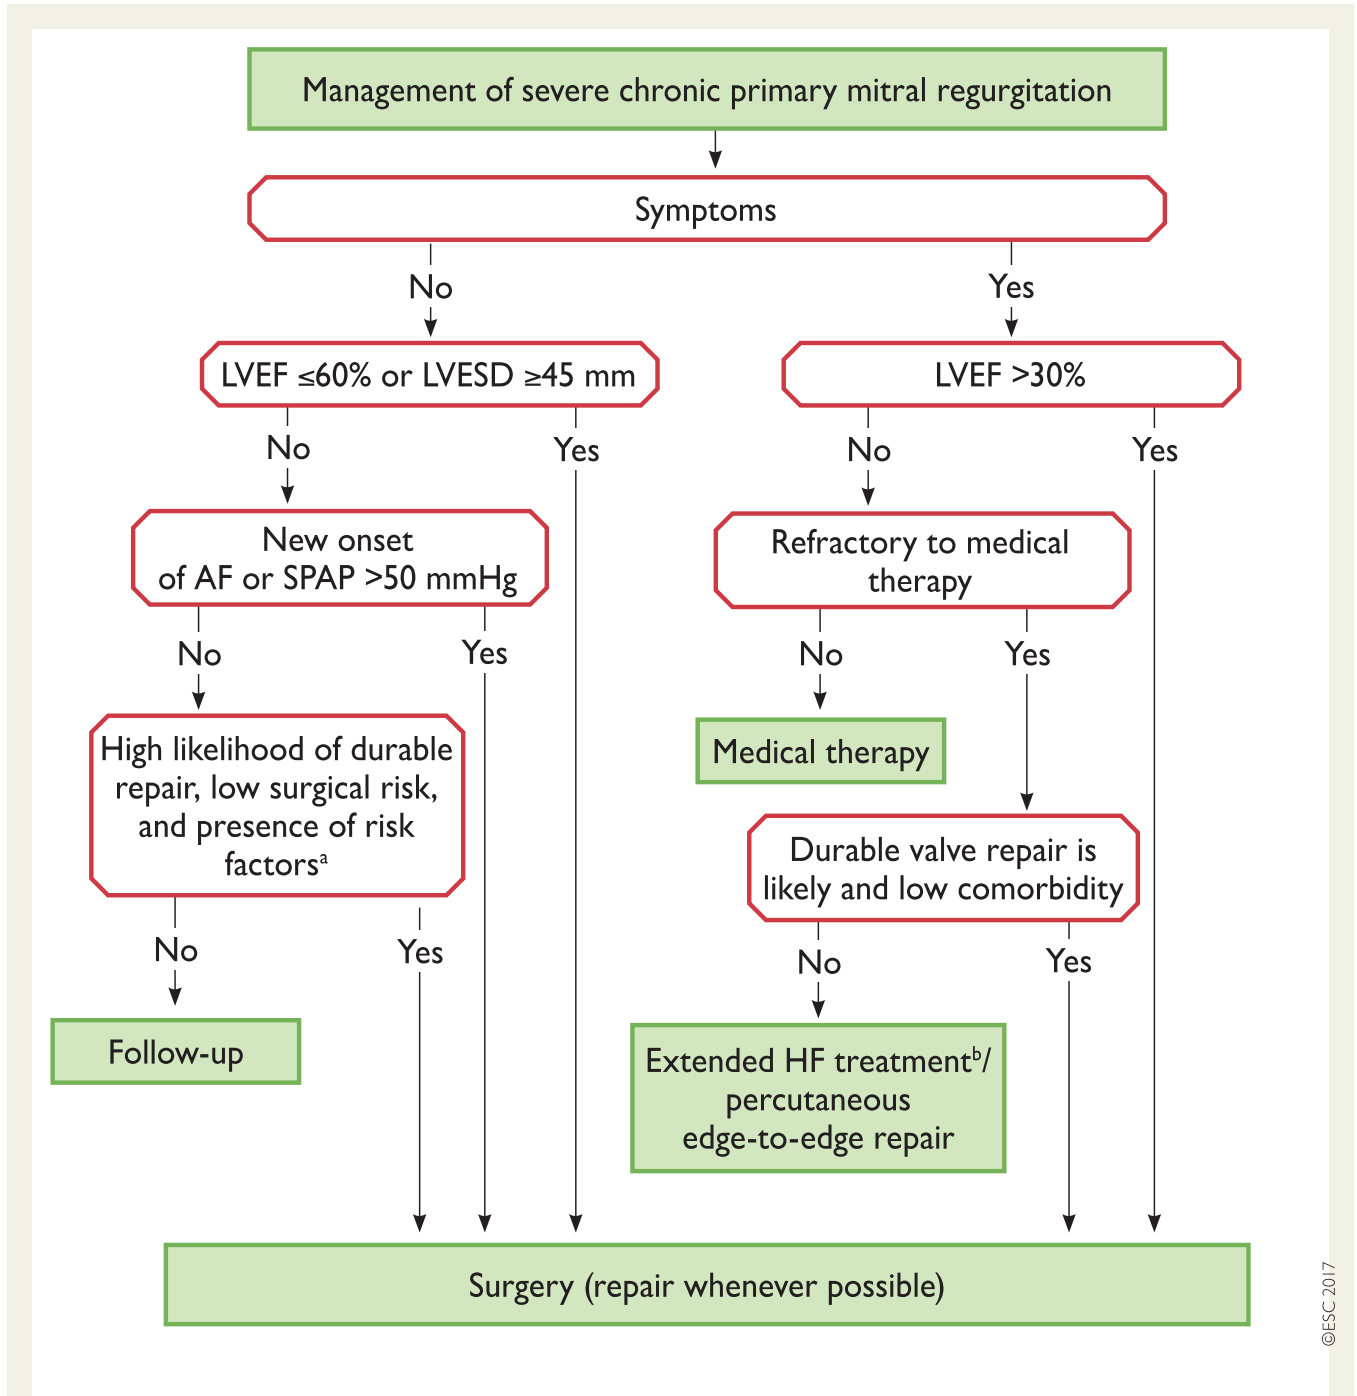 Management of severe chronic primary mitral regurgitation
Symptoms
No
Yes
LVEF ≤60% or LVESD ≥45 mm
LVEF >30%
No
Yes
No
Yes
New onset
of AF or SPAP >50 mmHg
Refractory to medical
therapy
No
Yes
No
Yes
High likelihood of durable
repair, low surgical risk,
and presence of risk
factorsᵃ
Medical therapy
Durable valve repair is
likely and low comorbidity
No
Yes
No
Yes
Follow-up
Extended HF treatmentᵇ/
percutaneous
edge-to-edge repair
Surgery (repair whenever possible)
©ESC 2017